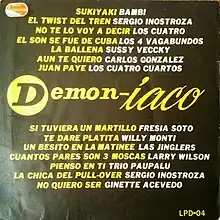 SUKIYAKI BAMBI
EL TWIST DEL TREN SERGIO INOSTROZA
NO TE LO VOY A DECIR LOS CUATRO
EL SON SE FUE DE CUBA LOS 4 VAGABUNDOS
LA BALLENA SUSSY VECKY
AUN TE QUIERO CARLOS GONZALEZ
JUAN PAYE LOS CUATRO CUARTOS
Demon-iaco
SI TUVIERA UN MARTILLO FRESIA SOTO
TE DARE PLATITA WILLY MONTI
UN BESITO EN LA MATINEE LAS JINGLERS
CUANTOS PARES SON 3 MOSCAS LARRY WILSON
PIENSO EN TI TRIO PAUPALU
LA CHICA DEL PULL-OVER SERGIO INOSTROZA
NO QUIERO SER GINETTE ACEVEDO
LPD-04